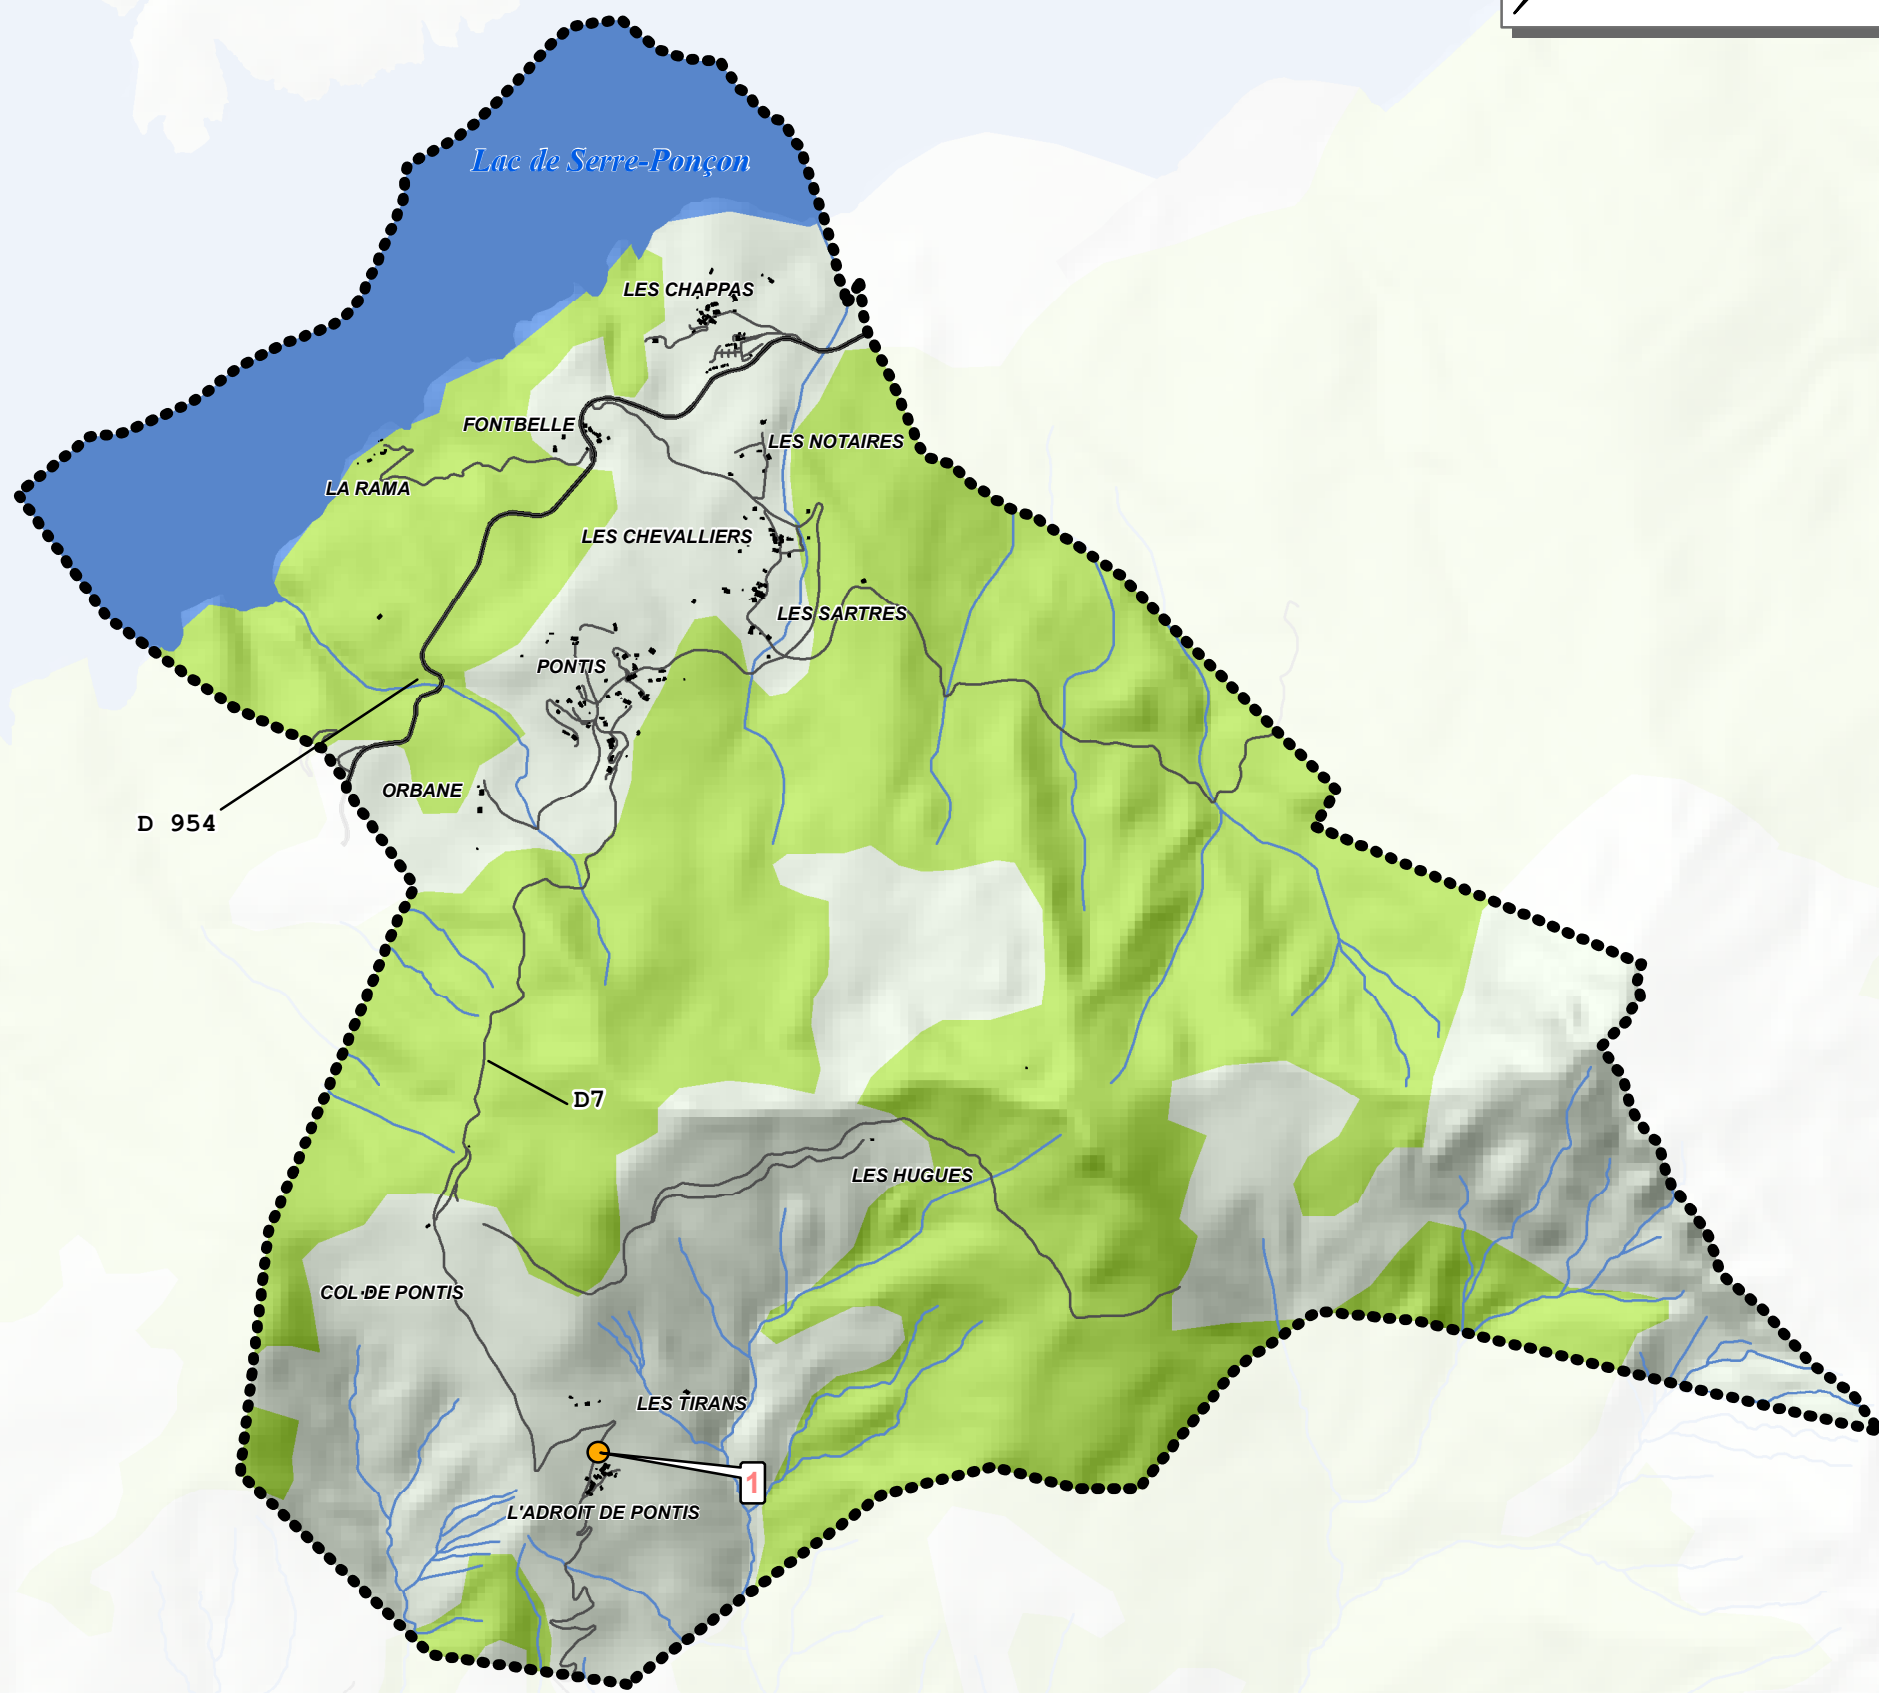 Lac de Serre-Ponçon
LES CHAPPAS
FONTBELLE
LES NOTAIRES
LA RAMA
LES CHEVALLIERS
LES SARTRES
PONTIS
ORBANE
D 954
D7
LES HUGUES
COL DE PONTIS
LES TIRANS
1
L'ADROIT DE PONTIS